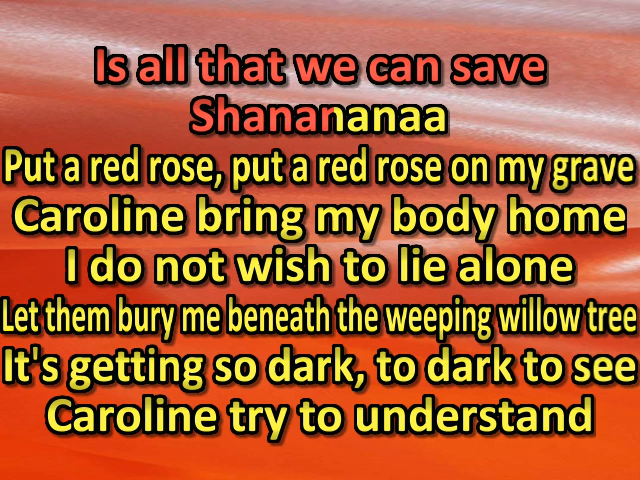 Is all that we can save
Shanananaa
Put a red rose, put a red rose on my grave
Caroline bring my body home
I do not wish to lie alone
Let them bury me beneath the weeping willow tree
It's getting so dark, to dark to see
Caroline try to understand